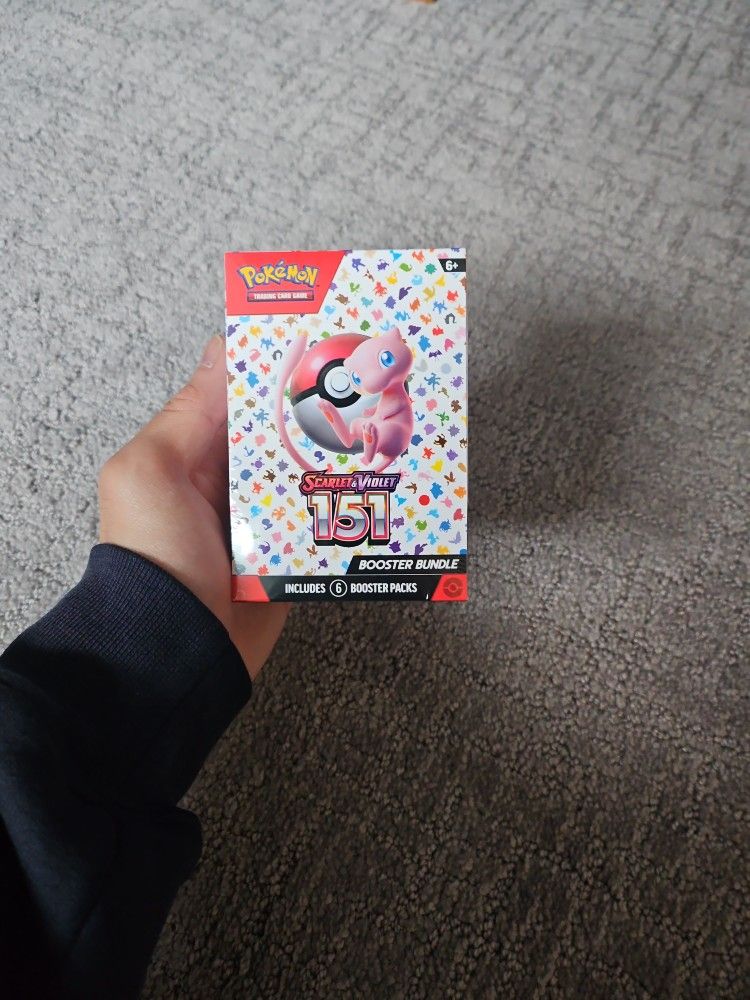 POKéMON
TRADING CARD GAME
6+
SCARLET & VIOLET
151
BOOSTER BUNDLE
INCLUDES 6 BOOSTER PACKS